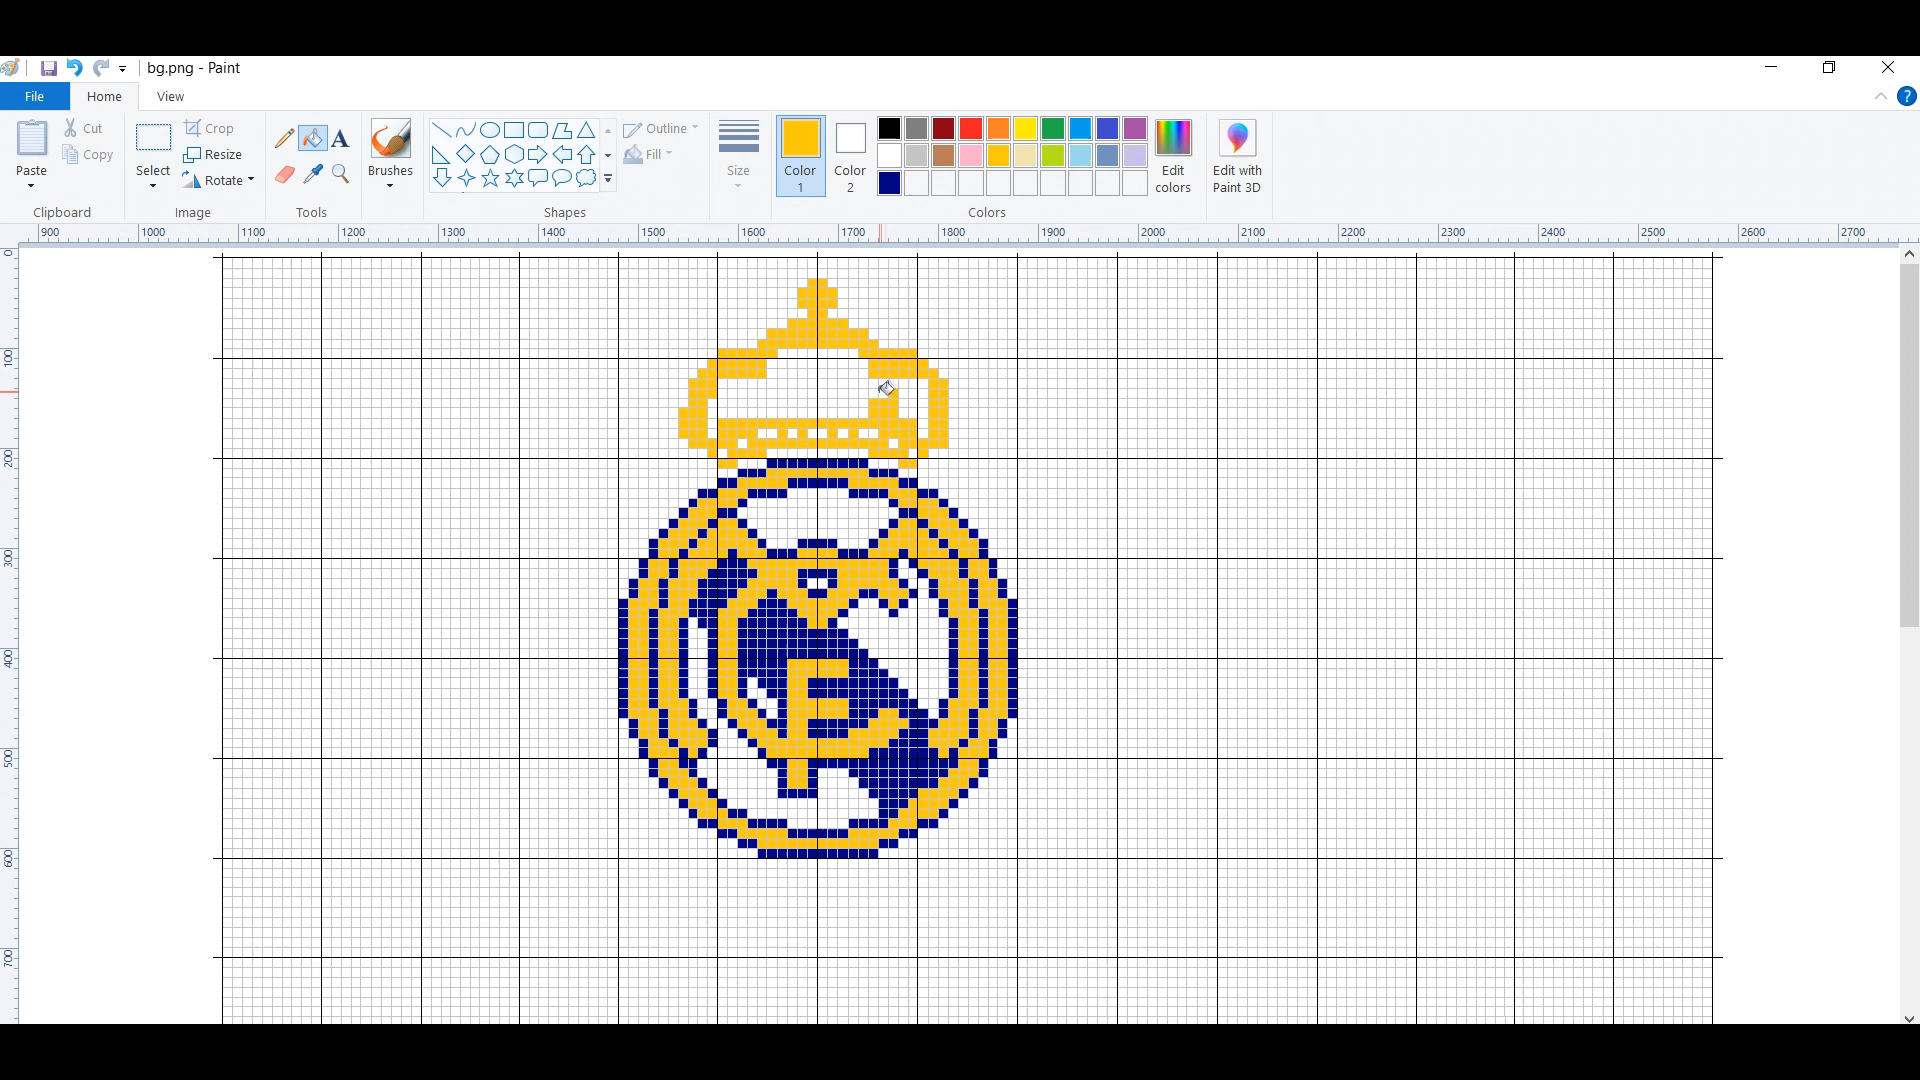 bg.png - Paint
File Home View
Paste
Cut
Copy
Clipboard
Select
Crop
Resize
Rotate
Image
A
Tools
Brushes
Shapes
Outline
Fill
Size
Color
1
Color
2
Colors
Edit
colors
Edit with
Paint 3D
?
900 1000 1100 1200 1300 1400 1500 1600 1700 1800 1900 2000 2100 2200 2300 2400 2500 2600 2700
0
100
200
300
400
500
600
700